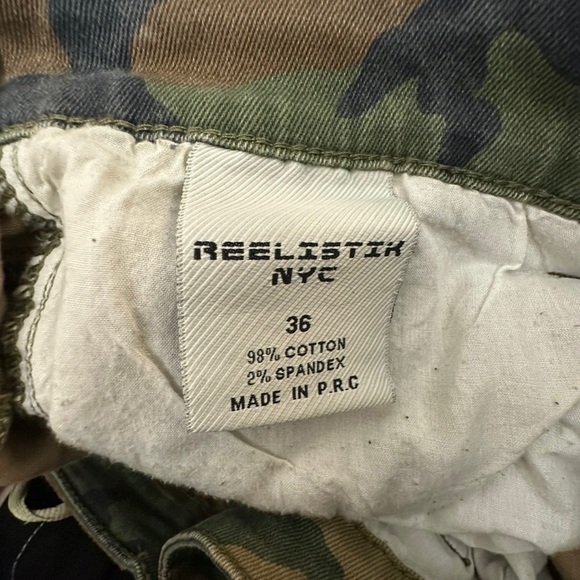 REELISTIK
NYC
36
98% COTTON
2% SPANDEX
MADE IN P.R.C